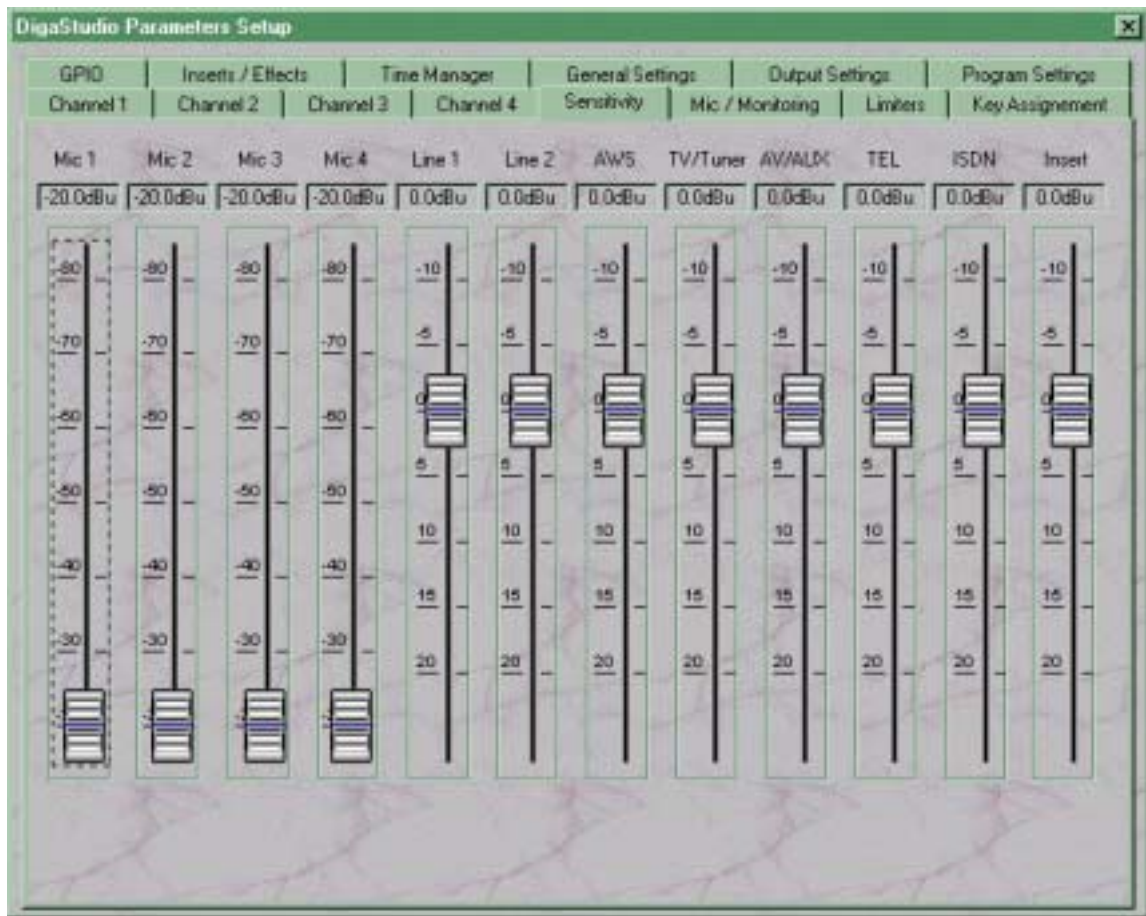 DigaStudio Parameters Setup
GPIO Inserts / Effects Time Manager General Settings Output Settings Program Settings
Channel 1 Channel 2 Channel 3 Channel 4 Sensitivity Mic / Monitoring Limiters Key Assignement
Mic 1 Mic 2 Mic 3 Mic 4 Line 1 Line 2 AWS TV/Tuner AV/AUX TEL ISDN Insert
-20.0dBu -20.0dBu -20.0dBu -20.0dBu 0.0dBu 0.0dBu 0.0dBu 0.0dBu 0.0dBu 0.0dBu 0.0dBu 0.0dBu
-80 -80 -80 -80 -10 -10 -10 -10 -10 -10 -10 -10
-70 -70 -70 -70 -5 -5 -5 -5 -5 -5 -5 -5
-60 -60 -60 -60 0 0 0 0 0 0 0 0
-50 -50 -50 -50 5 5 5 5 5 5 5 5
-40 -40 -40 -40 10 10 10 10 10 10 10 10
-30 -30 -30 -30 15 15 15 15 15 15 15 15
20 20 20 20 20 20 20 20